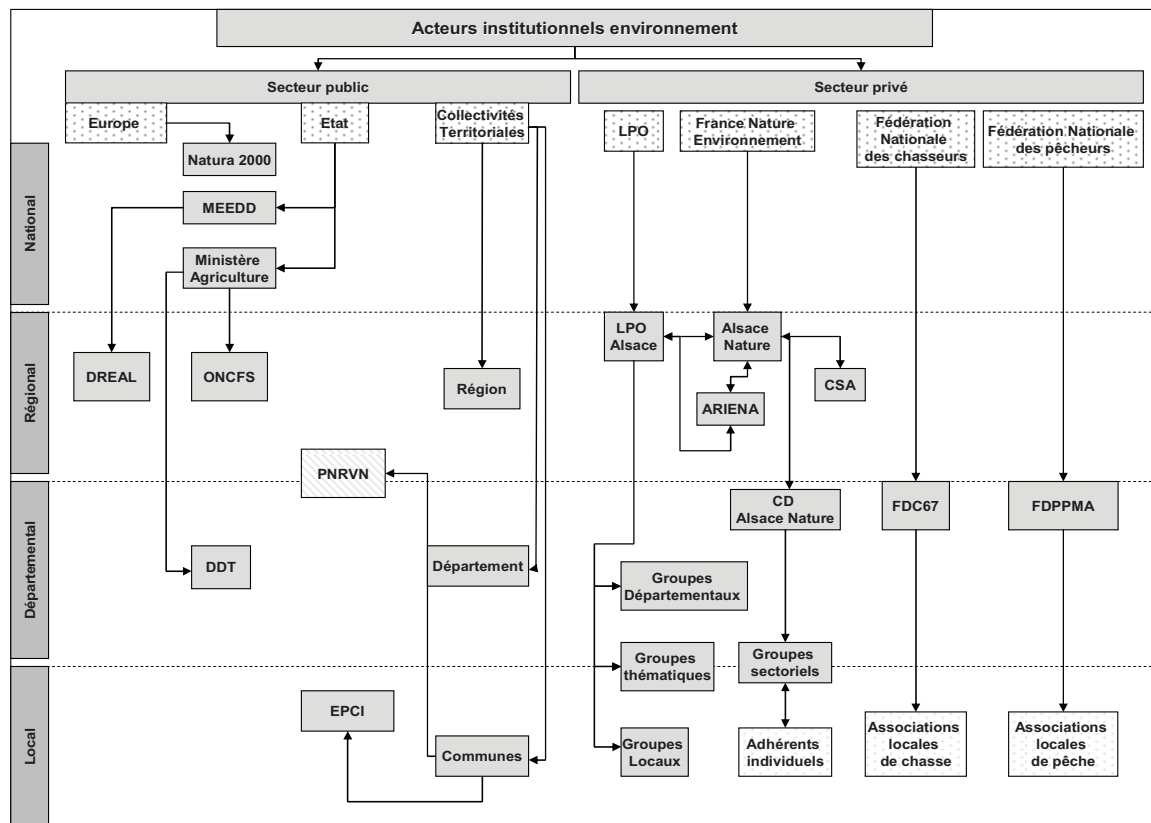 Acteurs institutionnels environnement
Secteur public
Secteur privé
Europe
Etat
Collectivités
Territoriales
LPO
France Nature
Environnement
Fédération
Nationale
des chasseurs
Fédération Nationale
des pêcheurs
National
Natura 2000
MEEDD
Ministère
Agriculture
Régional
DREAL
ONCFS
Région
LPO
Alsace
Alsace
Nature
CSA
ARIENA
PNRVN
Départemental
CD
Alsace Nature
FDC67
FDPPMA
DDT
Département
Groupes
Départementaux
Groupes
thématiques
Groupes
sectoriels
Local
EPCI
Communes
Groupes
Locaux
Adhérents
individuels
Associations
locales
de chasse
Associations
locales
de pêche